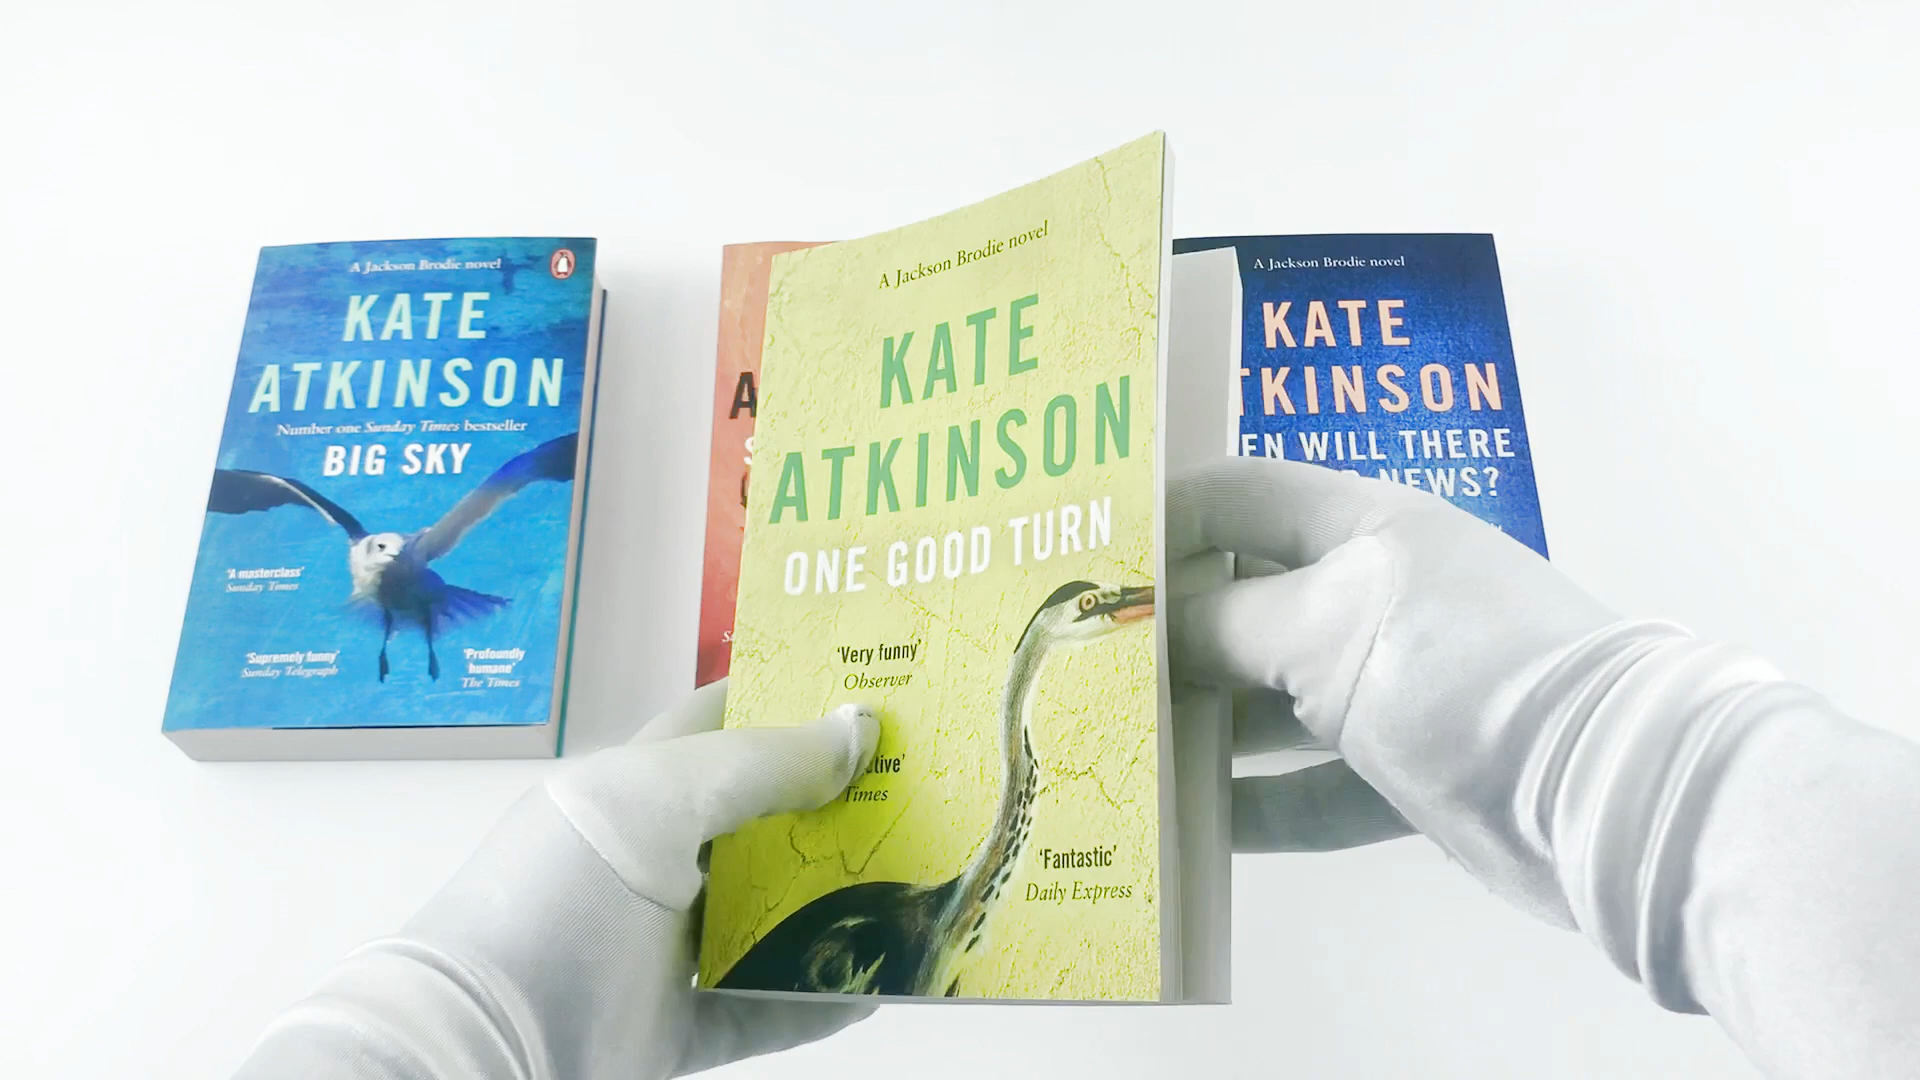 A Jackson Brodie novel
KATE
ATKINSON
Number one Sunday Times bestseller
BIG SKY
'A masterclass'
Sunday Times
'Supremely funny'
Sunday Telegraph
'Profoundly
humane'
The Times
A Jackson Brodie novel
KATE
ATKINSON
ONE GOOD TURN
'Very funny'
Observer
Times
'Fantastic'
Daily Express
A Jackson Brodie novel
KATE
TKINSON
EN WILL THERE
NEWS?